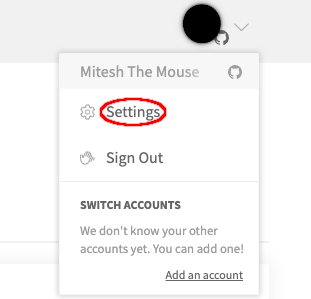 Mitesh The Mouse
Settings
Sign Out
SWITCH ACCOUNTS
We don't know your other
accounts yet. You can add one!
Add an account